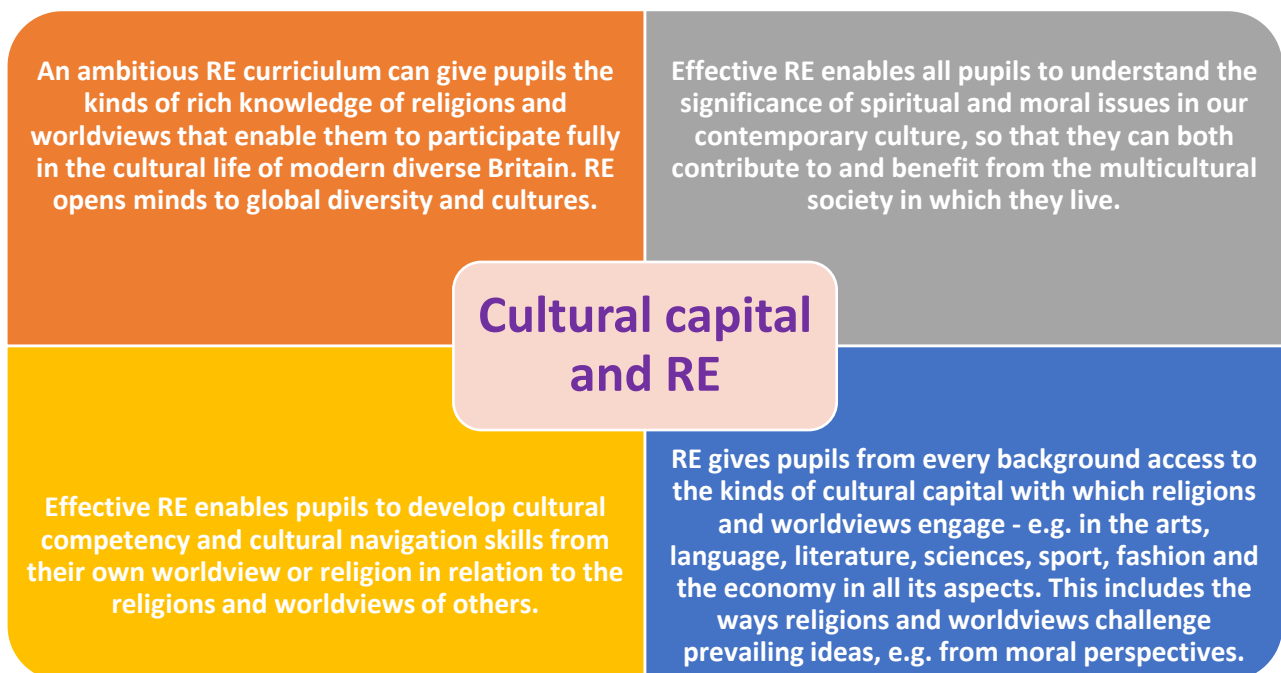 An ambitious RE curriciulum can give pupils the
kinds of rich knowledge of religions and
worldviews that enable them to participate fully
in the cultural life of modern diverse Britain. RE
opens minds to global diversity and cultures.
Effective RE enables all pupils to understand the
significance of spiritual and moral issues in our
contemporary culture, so that they can both
contribute to and benefit from the multicultural
society in which they live.
Cultural capital
and RE
Effective RE enables pupils to develop cultural
competency and cultural navigation skills from
their own worldview or religion in relation to the
religions and worldviews of others.
RE gives pupils from every background access to
the kinds of cultural capital with which religions
and worldviews engage - e.g. in the arts,
language, literature, sciences, sport, fashion and
the economy in all its aspects. This includes the
ways religions and worldviews challenge
prevailing ideas, e.g. from moral perspectives.